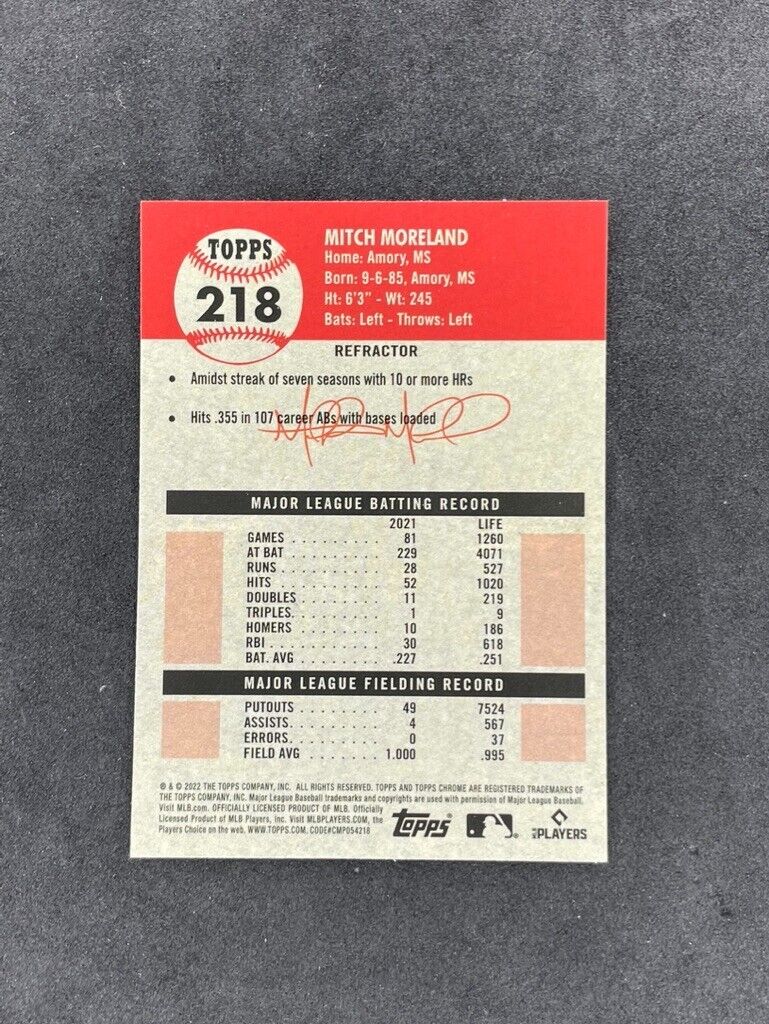 TOPPS
218
MITCH MORELAND
Home: Amory, MS
Born: 9-6-85, Amory, MS
Ht: 6'3" - Wt: 245
Bats: Left - Throws: Left
REFRACTOR
• Amidst streak of seven seasons with 10 or more HRs
• Hits .355 in 107 career ABs with bases loaded
MAJOR LEAGUE BATTING RECORD
2021 LIFE
GAMES . . . . . . . . . 81 1260
AT BAT . . . . . . . . . 229 4071
RUNS . . . . . . . . . . 28 527
HITS . . . . . . . . . . 52 1020
DOUBLES . . . . . . . . 11 219
TRIPLES. . . . . . . . . 1 9
HOMERS . . . . . . . . 10 186
RBI . . . . . . . . . . . 30 618
BAT. AVG . . . . . . . . .227 .251
MAJOR LEAGUE FIELDING RECORD
PUTOUTS . . . . . . . . 49 7524
ASSISTS. . . . . . . . . 4 567
ERRORS. . . . . . . . . 0 37
FIELD AVG . . . . . . . 1.000 .995
® & © 2022 THE TOPPS COMPANY, INC. ALL RIGHTS RESERVED. TOPPS AND TOPPS CHROME ARE REGISTERED TRADEMARKS OF
THE TOPPS COMPANY, INC. Major League Baseball trademarks and copyrights are used with permission of Major League Baseball.
Visit MLB.com. OFFICIALLY LICENSED PRODUCT OF MLB. Officially
Licensed Product of MLB Players, Inc. Visit MLBPLAYERS.COM, the
Players Choice on the web. WWW.TOPPS.COM. CODE#CMP054218
topps
MLB PLAYERS